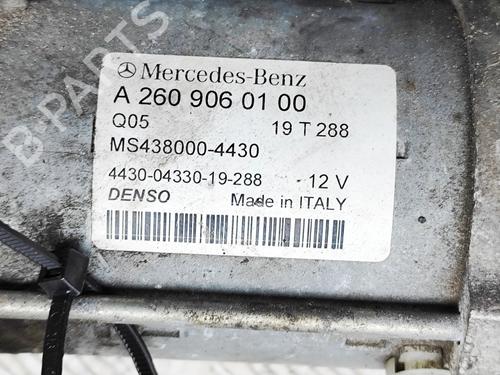 B-PARTS
Mercedes-Benz
A 260 906 01 00
Q05 19 T 288
MS438000-4430
4430-04330-19-288 12 V
DENSO Made in ITALY